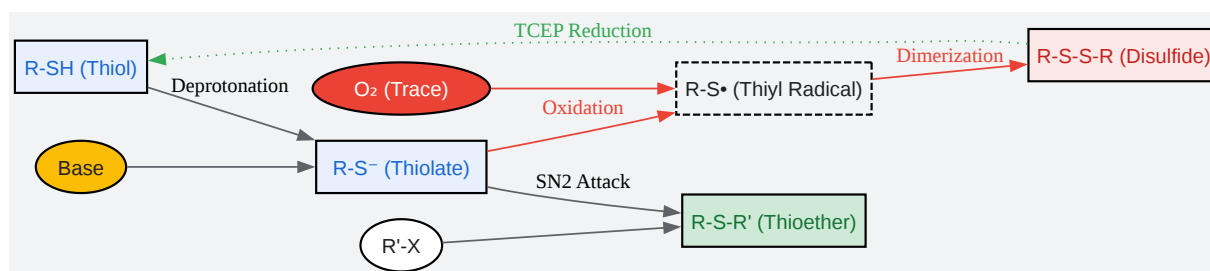 TCEP Reduction
R-SH (Thiol)
Deprotonation
O₂ (Trace)
Oxidation
R-S• (Thiyl Radical)
Dimerization
R-S-S-R (Disulfide)
Base
R-S⁻ (Thiolate)
SN2 Attack
R'-X
R-S-R' (Thioether)